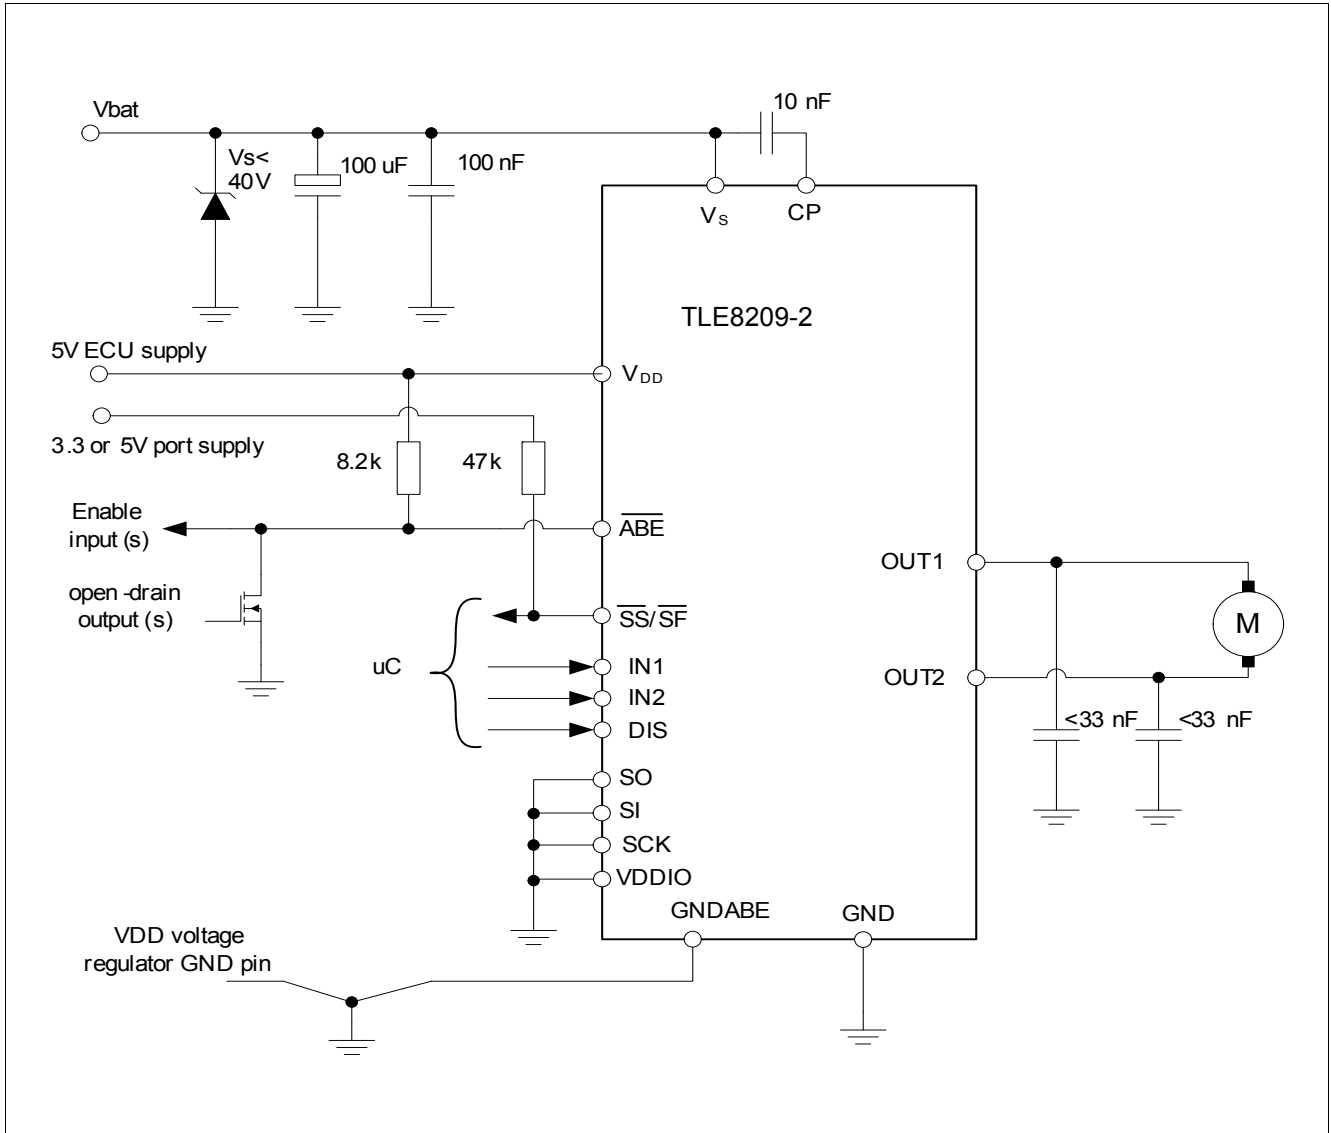 Vbat
10 nF
Vs<
40V
100 uF
100 nF
VS
CP
TLE8209-2
5V ECU supply
VDD
3.3 or 5V port supply
8.2k
47k
Enable
input (s)
ABE
open -drain
output (s)
OUT1
M
SS/SF
uC
IN1
OUT2
IN2
DIS
<33 nF
<33 nF
SO
SI
SCK
VDDIO
GNDABE
GND
VDD voltage
regulator GND pin